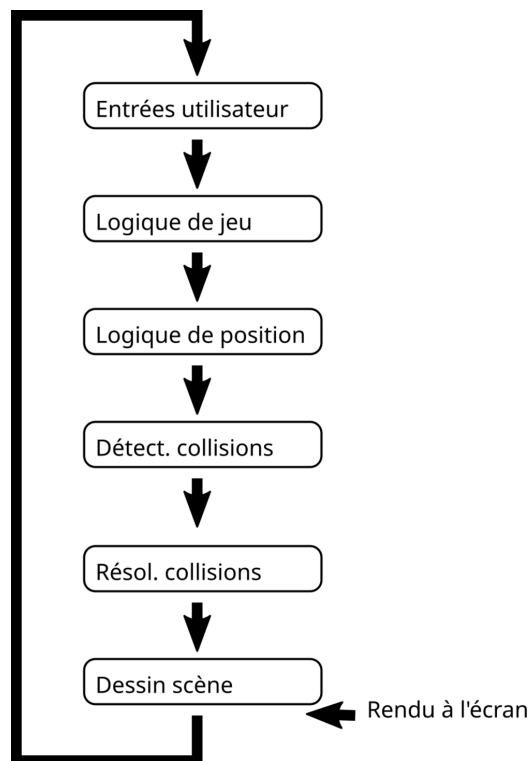 Entrées utilisateur
Logique de jeu
Logique de position
Détect. collisions
Résol. collisions
Dessin scène
Rendu à l'écran